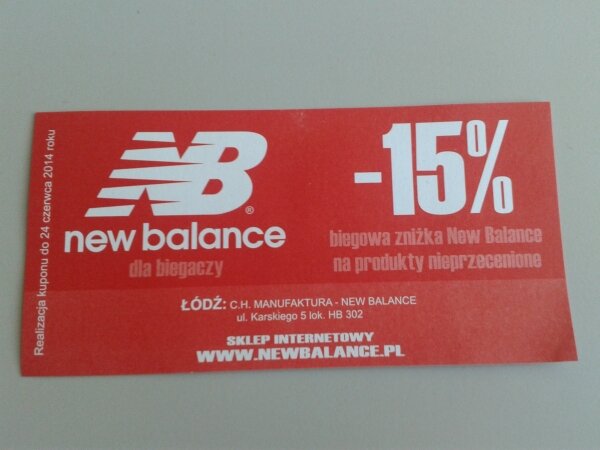 Realizacja kuponu do 24 czerwca 2014 roku
NB®
new balance
dla biegaczy
-15%
biegowa zniżka New Balance
na produkty nieprzecenione
ŁÓDŹ: C.H. MANUFAKTURA - NEW BALANCE
ul. Karskiego 5 lok. HB 302
SKLEP INTERNETOWY
WWW.NEWBALANCE.PL